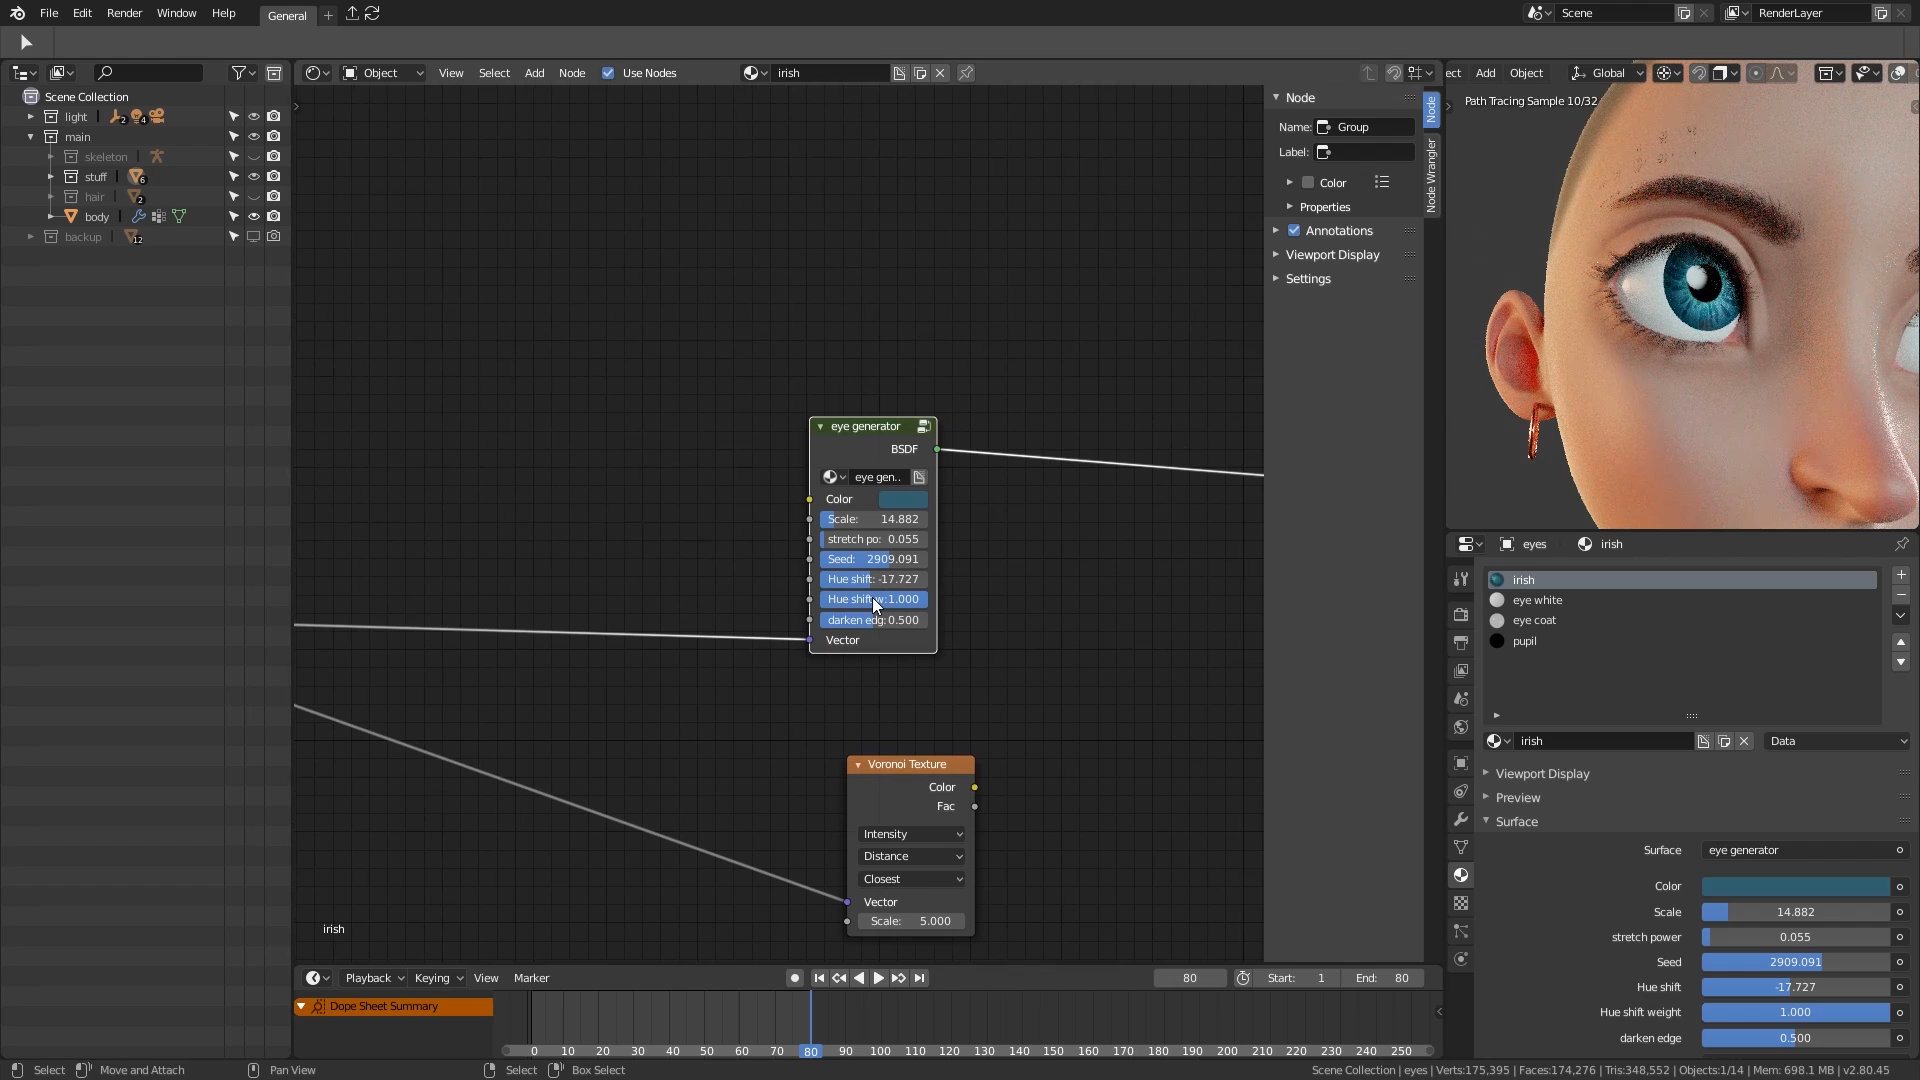 File Edit Render Window Help General + Scene RenderLayer
Object View Select Add Node Use Nodes irish
ect Add Object Global
Scene Collection
light 2 4
main
skeleton
stuff 6
hair 2
body
backup 12
Node
Name: Group
Label:
Color
Properties
Annotations
Viewport Display
Settings
Node
Node Wrangler
Path Tracing Sample 10/32
eye generator
BSDF
eye gen..
Color
Scale: 14.882
stretch po: 0.055
Seed: 2909.091
Hue shift: -17.727
Hue shift w:1.000
darken edg: 0.500
Vector
Voronoi Texture
Color
Fac
Intensity
Distance
Closest
Vector
Scale: 5.000
irish
eyes irish
irish
eye white
eye coat
pupil
irish Data
Viewport Display
Preview
Surface
Surface eye generator
Color
Scale 14.882
stretch power 0.055
Seed 2909.091
Hue shift -17.727
Hue shift weight 1.000
darken edge 0.500
Playback Keying View Marker 80 Start: 1 End: 80
Dope Sheet Summary
0 10 20 30 40 50 60 70 80 90 100 110 120 130 140 150 160 170 180 190 200 210 220 230 240 250
Select Move and Attach Pan View Select Box Select Scene Collection | eyes | Verts:175,395 | Faces:174,276 | Tris:348,552 | Objects:1/14 | Mem: 698.1 MB | v2.80.45